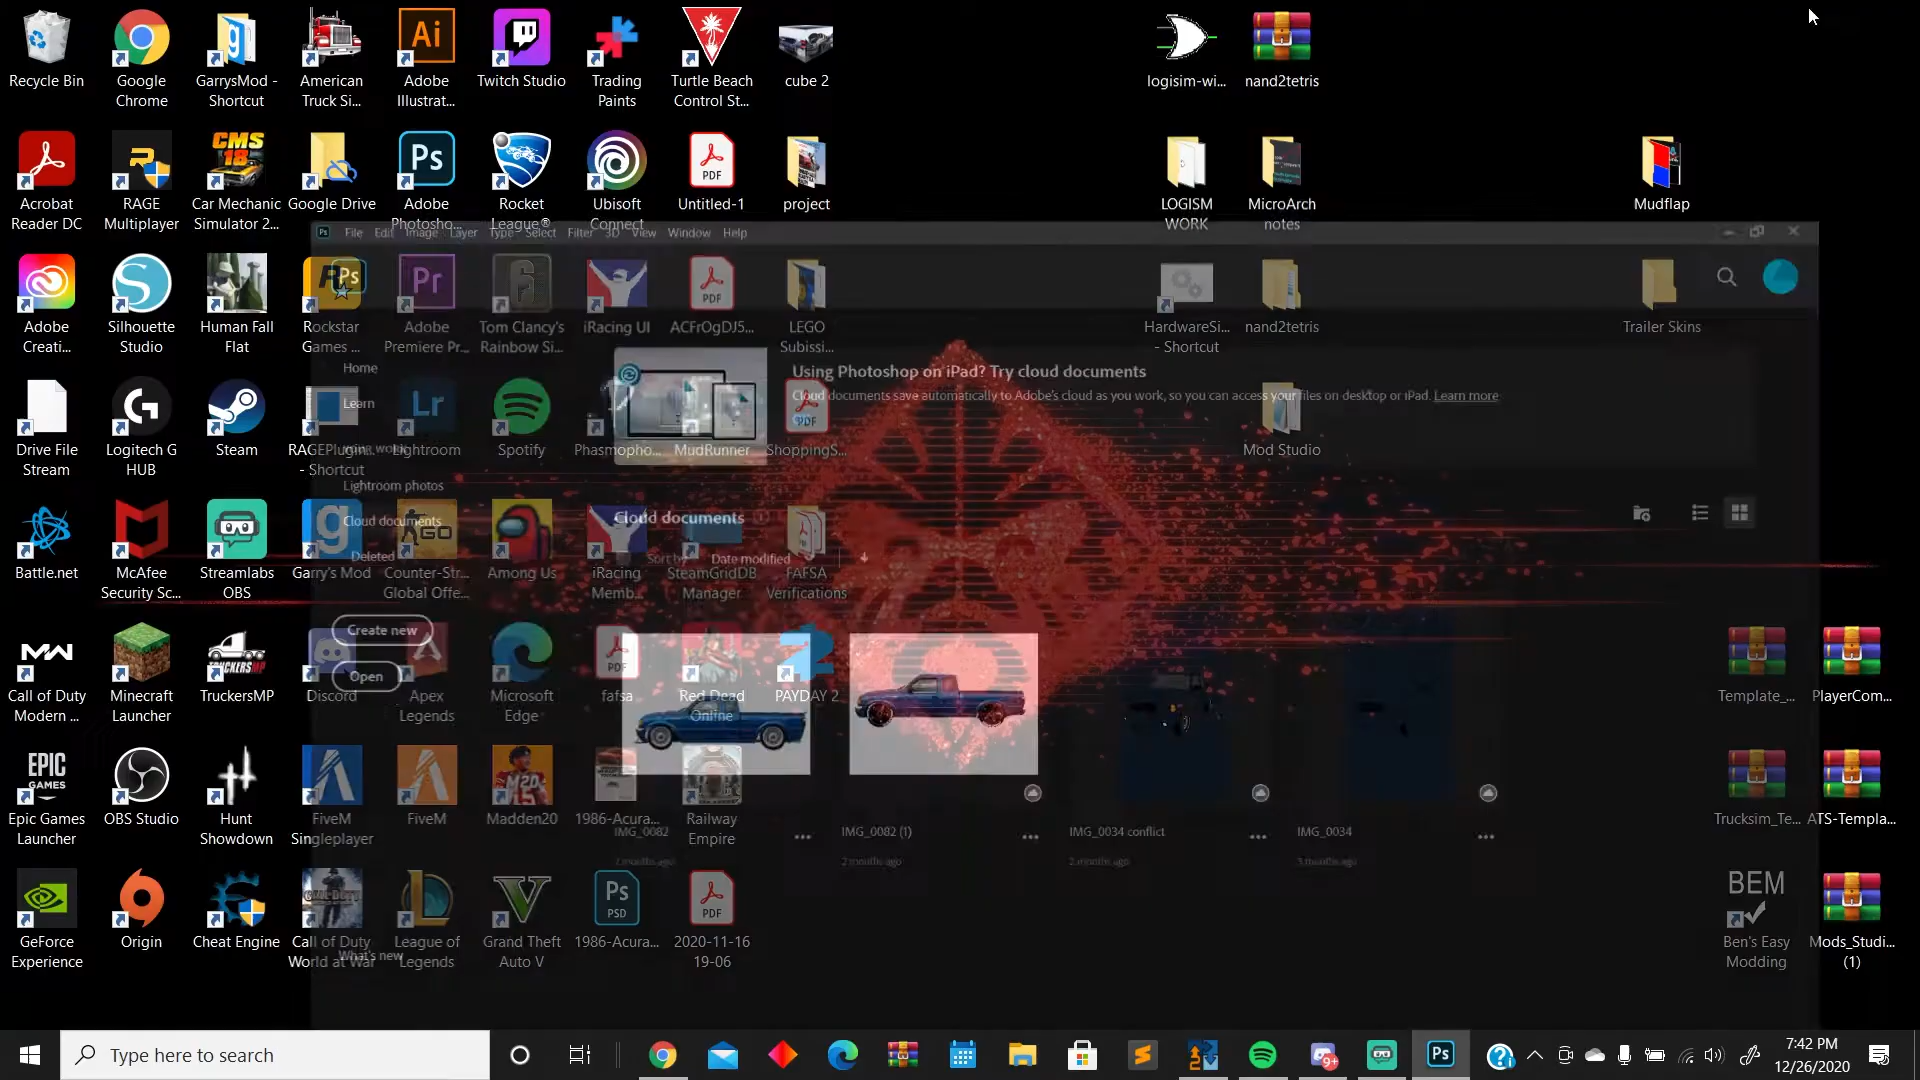 Recycle Bin
Google
Chrome
GarrysMod -
Shortcut
American
Truck Si...
Adobe
Illustrat...
Twitch Studio
Trading
Paints
Turtle Beach
Control St...
cube 2
logisim-wi...
nand2tetris
Acrobat
Reader DC
RAGE
Multiplayer
Car Mechanic
Simulator 2...
Google Drive
Adobe
Photosho...
Rocket
League®
Ubisoft
Connect
Untitled-1
project
LOGISM
WORK
MicroArch
notes
Mudflap
File Edit Image Layer Type Select Filter 3D View Window Help
Adobe
Creati...
Silhouette
Studio
Human Fall
Flat
Rockstar
Games ...
Adobe
Premiere Pr...
Tom Clancy's
Rainbow Si...
iRacing UI
ACFrOgDJ5...
LEGO
Subissi...
HardwareSi...
- Shortcut
nand2tetris
Trailer Skins
Home
Learn
Lightroom photos
Cloud documents
Deleted
Create new
Open
What's new
Using Photoshop on iPad? Try cloud documents
Cloud documents save automatically to Adobe's cloud as you work, so you can access your files on desktop or iPad. Learn more
Drive File
Stream
Logitech G
HUB
Steam
RAGEPlugin...
- Shortcut
Lightroom
Spotify
Phasmopho...
MudRunner
ShoppingS...
Mod Studio
Cloud documents
Sort by
Date modified
Battle.net
McAfee
Security Sc...
Streamlabs
OBS
Garry's Mod
Counter-Str...
Global Offe...
Among Us
iRacing
Memb...
SteamGridDB
Manager
FAFSA
Verifications
Call of Duty
Modern ...
Minecraft
Launcher
TruckersMP
Discord
Apex
Legends
Microsoft
Edge
fafsa
Red Dead
Online
PAYDAY 2
Template_...
PlayerCom...
Epic Games
Launcher
OBS Studio
Hunt
Showdown
FiveM
Singleplayer
FiveM
Madden20
1986-Acura...
Railway
Empire
Trucksim_Te...
ATS-Templa...
IMG_0082
IMG_0082 (1)
2 months ago
IMG_0034 conflict
2 months ago
IMG_0034
3 months ago
GeForce
Experience
Origin
Cheat Engine
Call of Duty
World at War
League of
Legends
Grand Theft
Auto V
1986-Acura...
2020-11-16
19-06
BEM
Ben's Easy
Modding
Mods_Studi...
(1)
Type here to search
7:42 PM
12/26/2020